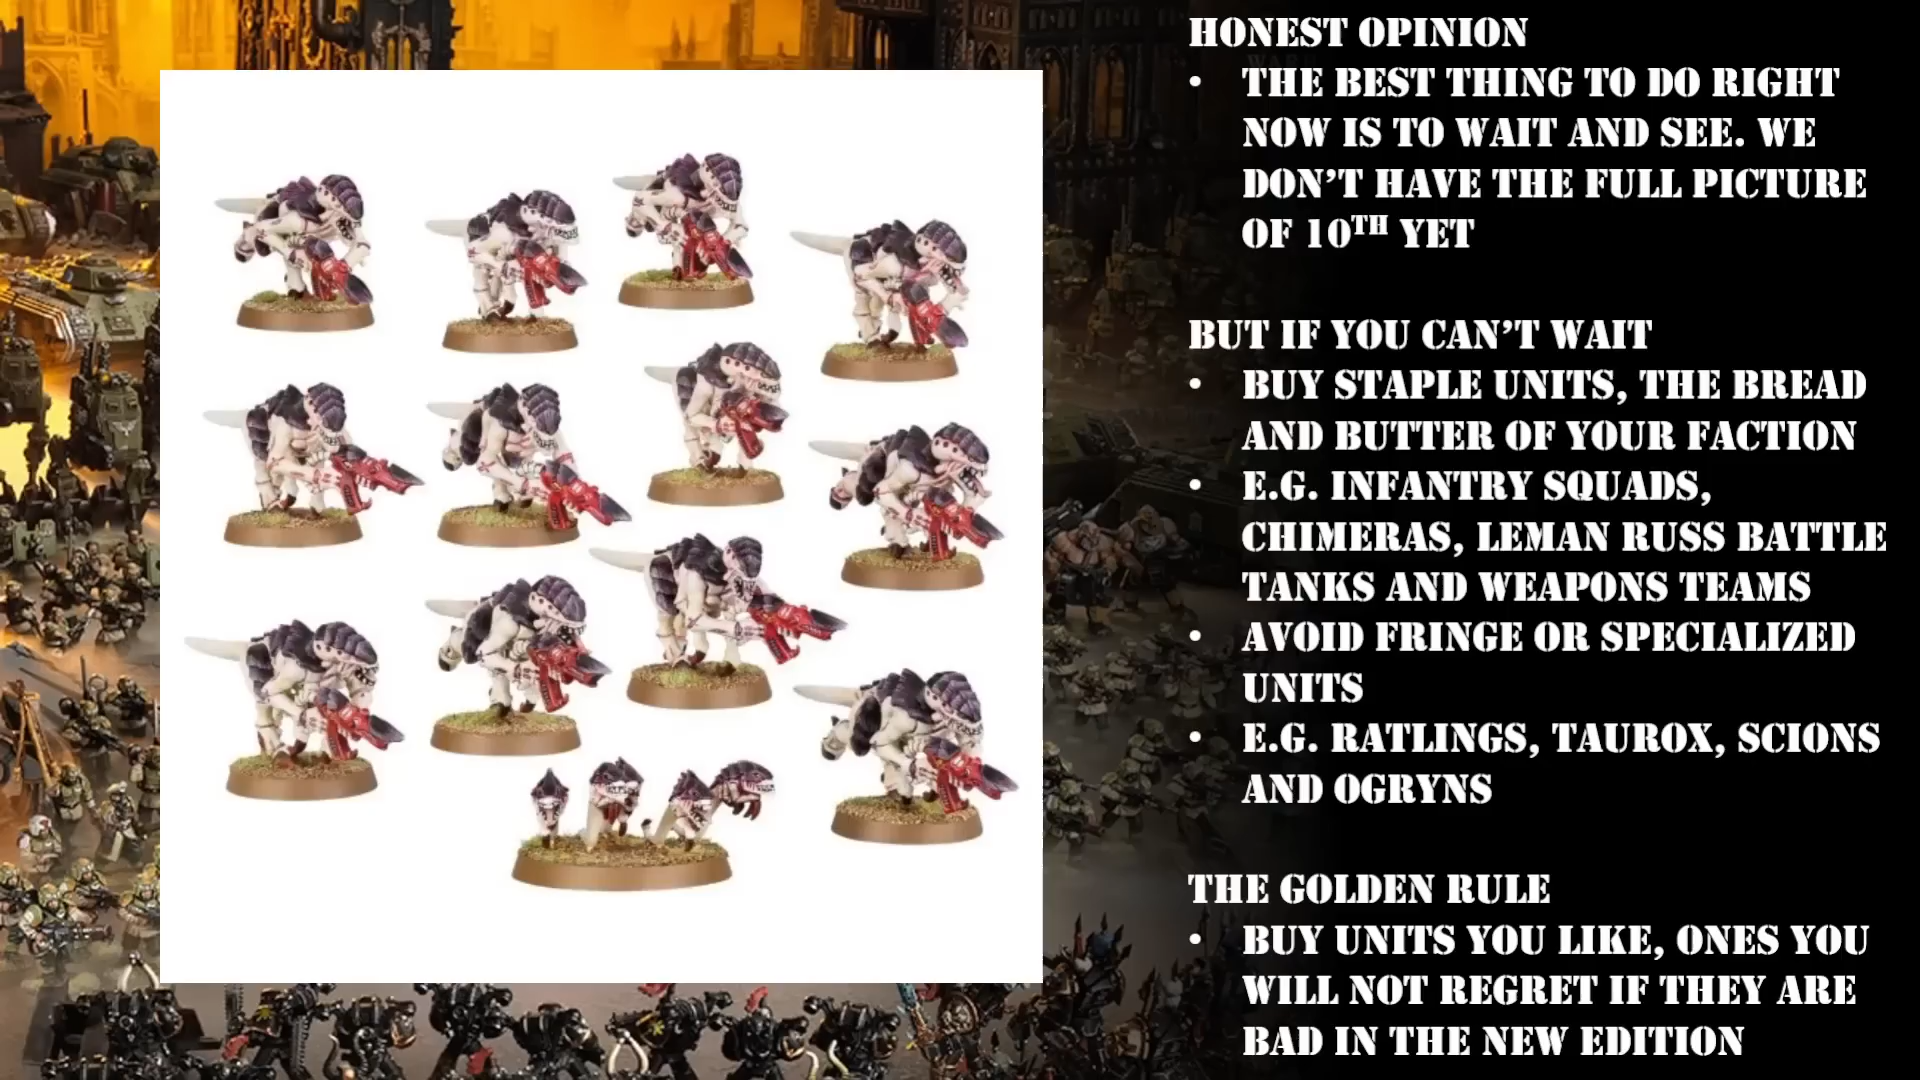 HONEST OPINION
• THE BEST THING TO DO RIGHT
NOW IS TO WAIT AND SEE. WE
DON'T HAVE THE FULL PICTURE
OF 10TH YET
BUT IF YOU CAN'T WAIT
• BUY STAPLE UNITS, THE BREAD
AND BUTTER OF YOUR FACTION
• E.G. INFANTRY SQUADS,
CHIMERAS, LEMAN RUSS BATTLE
TANKS AND WEAPONS TEAMS
• AVOID FRINGE OR SPECIALIZED
UNITS
• E.G. RATLINGS, TAUROX, SCIONS
AND OGRYNS
THE GOLDEN RULE
• BUY UNITS YOU LIKE, ONES YOU
WILL NOT REGRET IF THEY ARE
BAD IN THE NEW EDITION